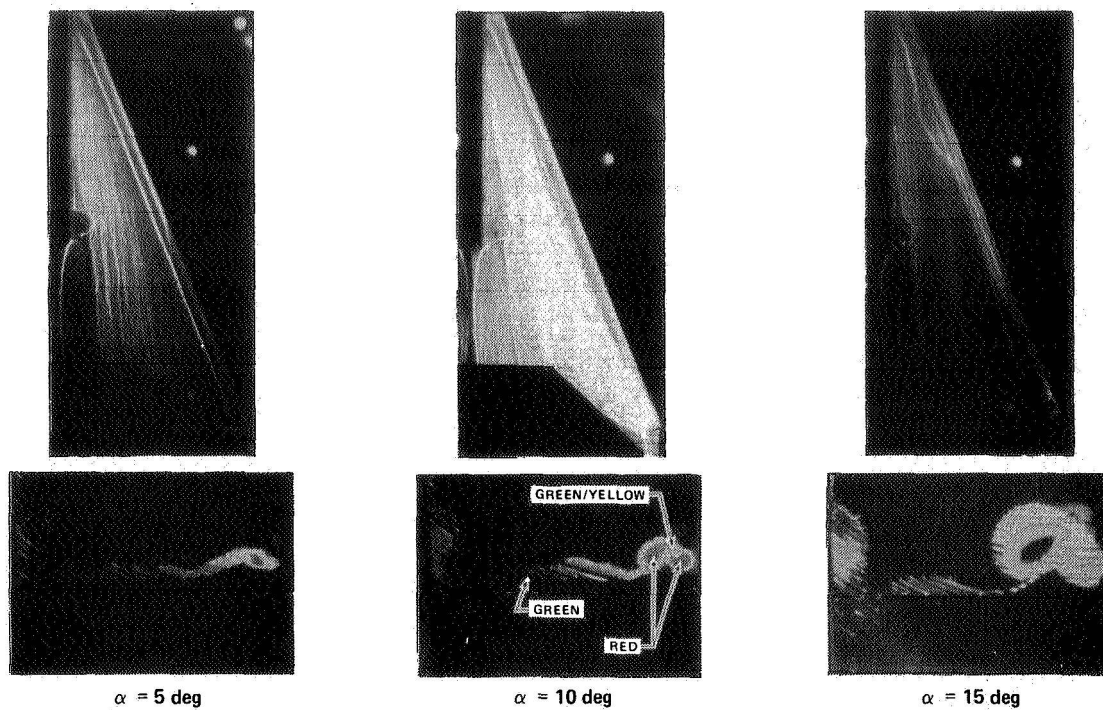 GREEN/YELLOW
GREEN
RED
α = 5 deg
α = 10 deg
α = 15 deg